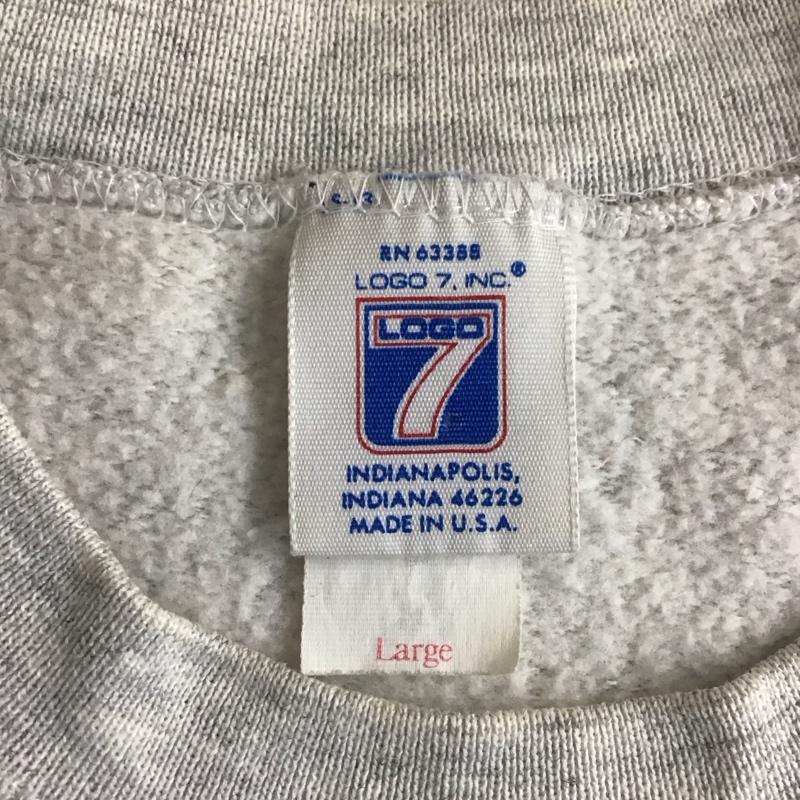 RN 63388
LOGO 7, INC.®
LOGO
7
INDIANAPOLIS,
INDIANA 46226
MADE IN U.S.A.
Large